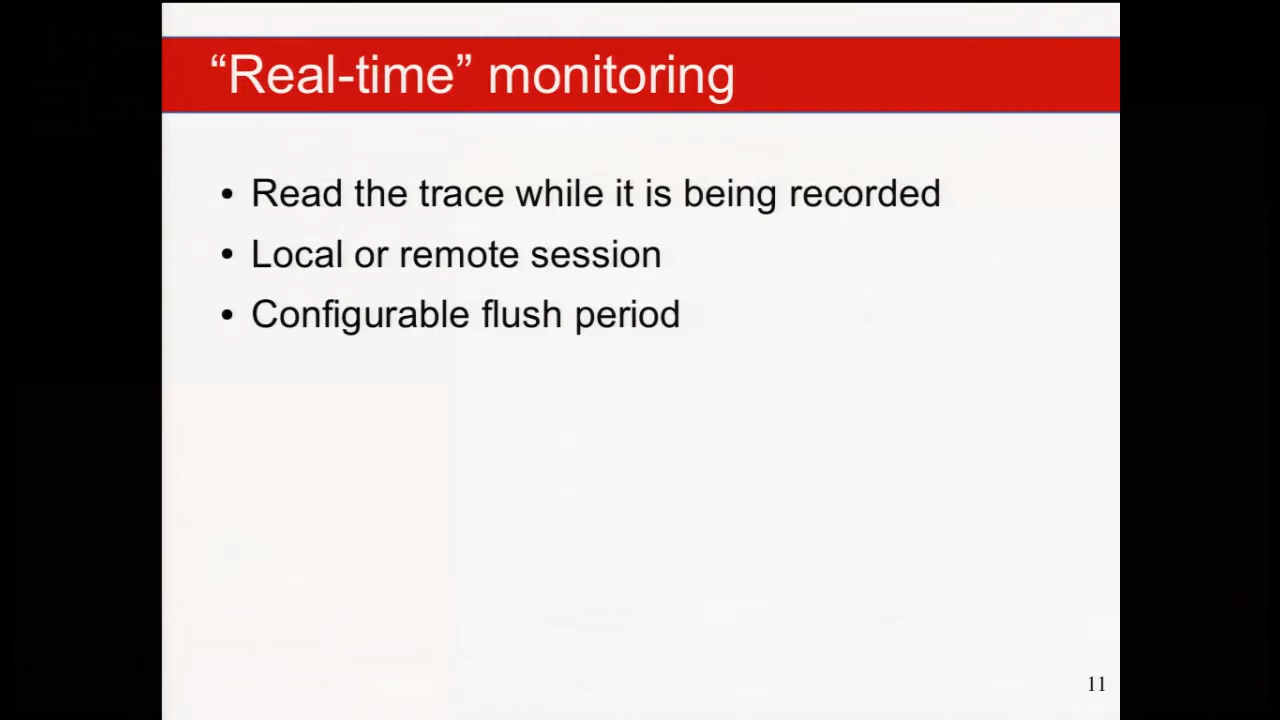 “Real-time” monitoring
• Read the trace while it is being recorded
• Local or remote session
• Configurable flush period
11